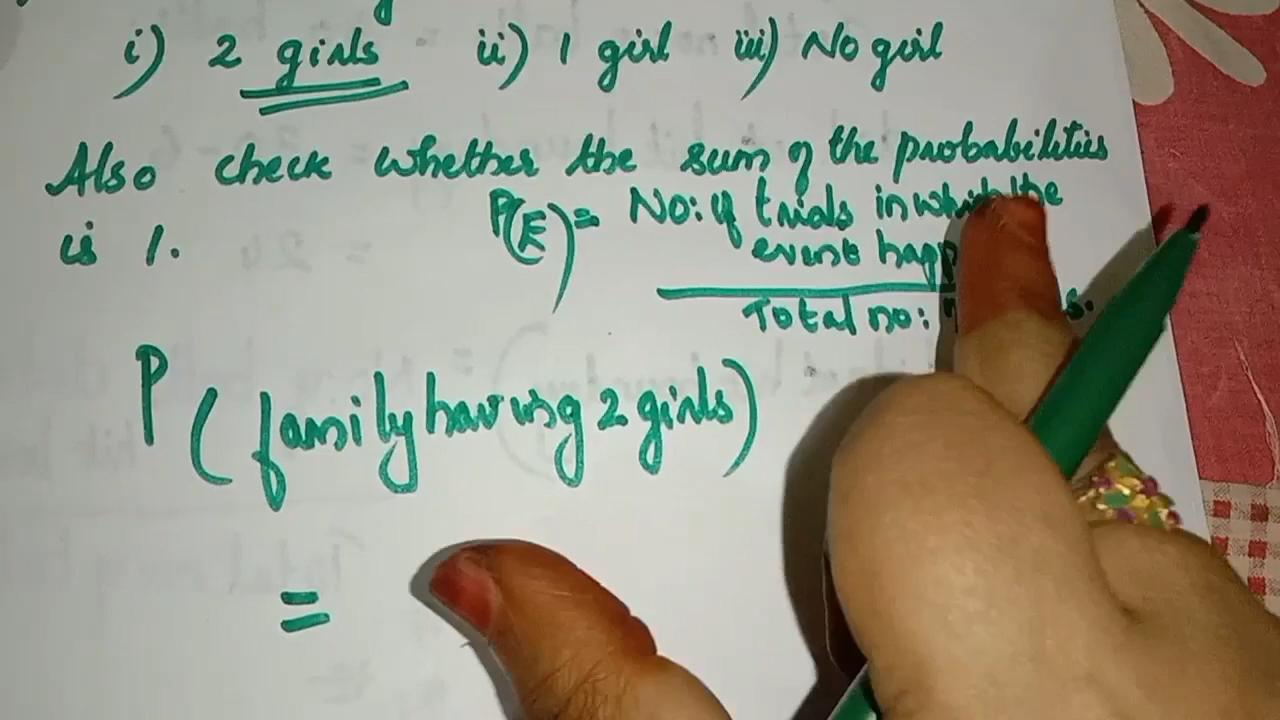 i) 2 girls ii) 1 girl iii) No girl
Also check whether the sum of the probabilities
is 1.
P(E) = No: of trials in which the
event happ
Total no: s.
P (family having 2 girls)
=